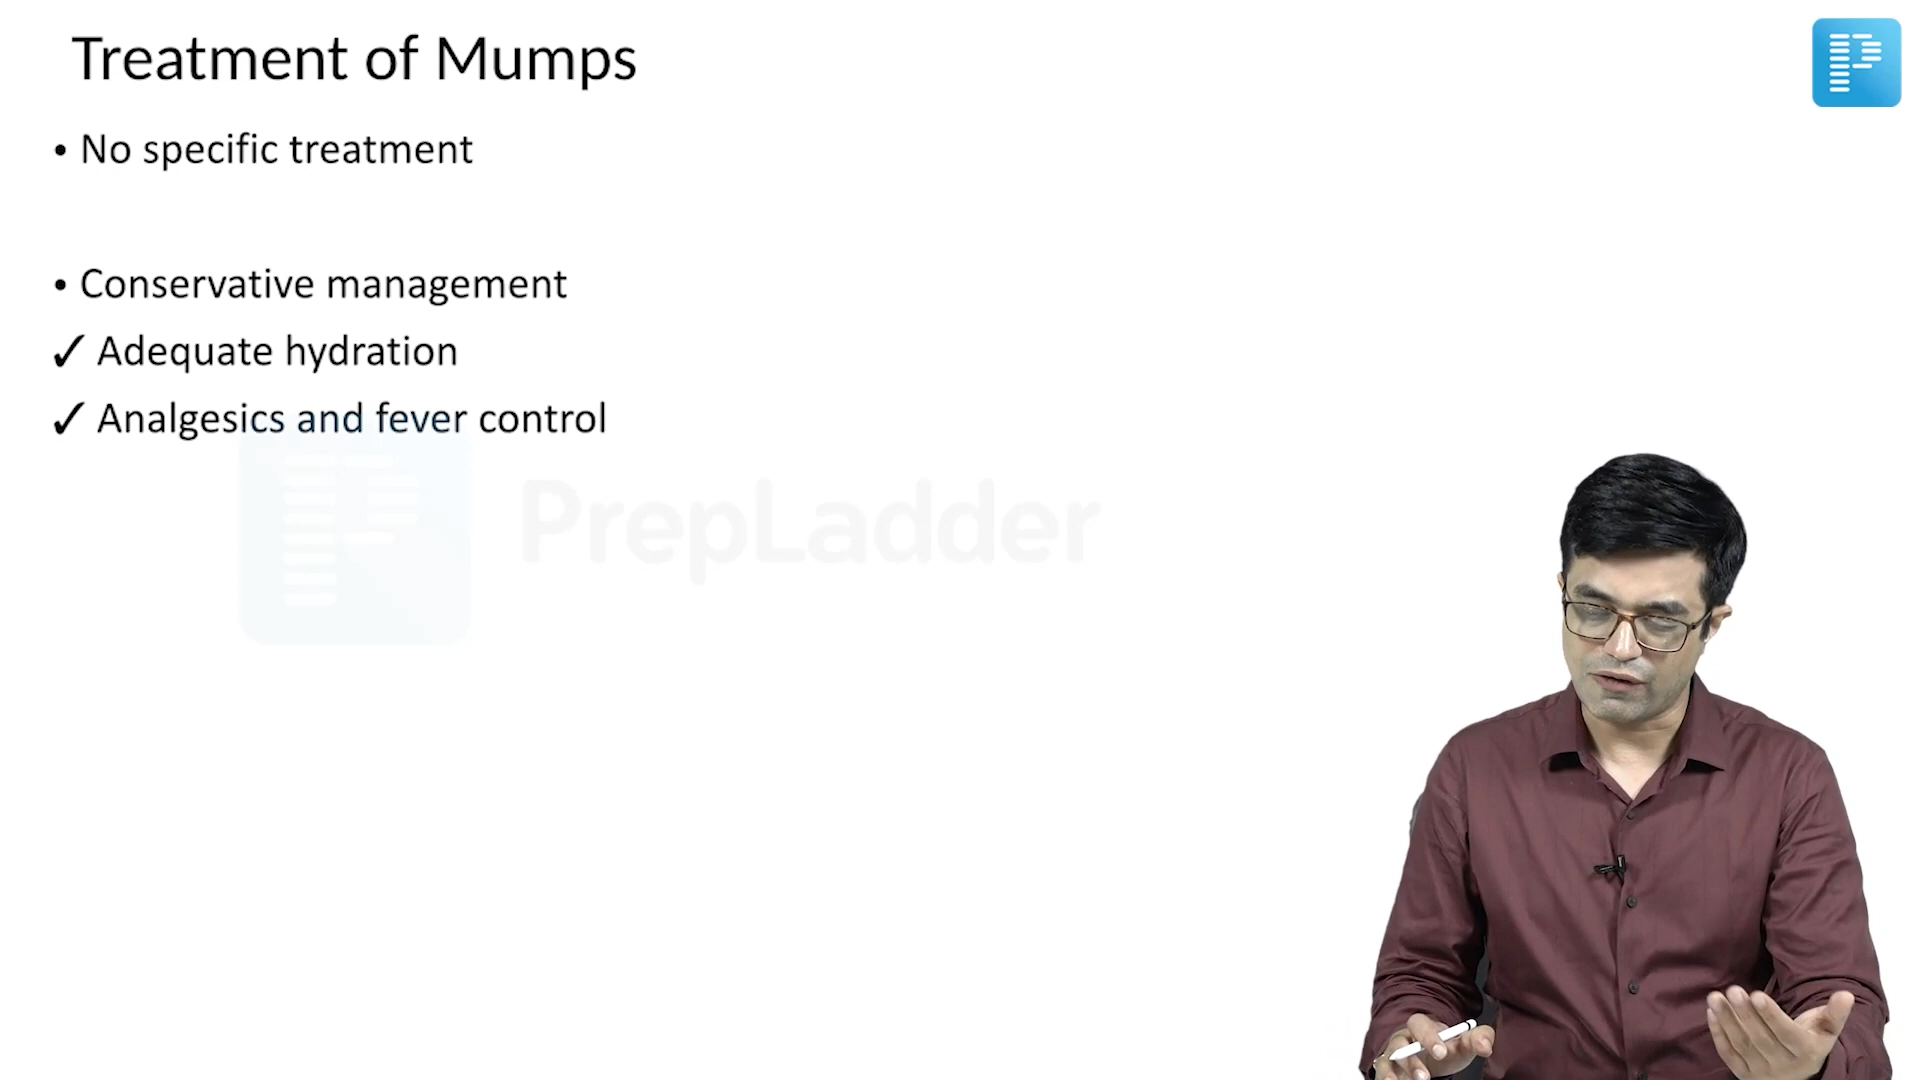 Treatment of Mumps
• No specific treatment
• Conservative management
✓ Adequate hydration
✓ Analgesics and fever control
PrepLadder